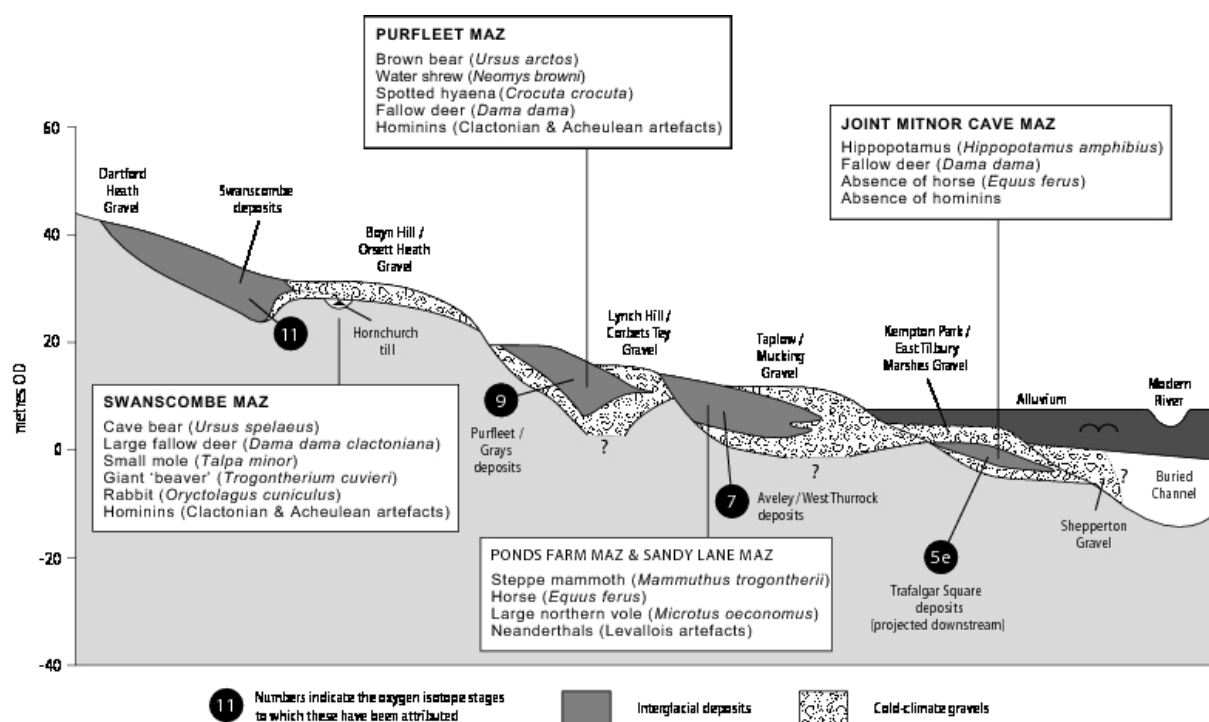 PURFLEET MAZ
Brown bear (Ursus arctos)
Water shrew (Neomys browni)
Spotted hyaena (Crocuta crocuta)
Fallow deer (Dama dama)
Hominins (Clactonian & Acheulean artefacts)
JOINT MITNOR CAVE MAZ
Hippopotamus (Hippopotamus amphibius)
Fallow deer (Dama dama)
Absence of horse (Equus ferus)
Absence of hominins
metres OD
60
40
20
0
-20
-40
Dartford
Heath
Gravel
Swanscombe
deposits
Boyn Hill /
Orsett Heath
Gravel
11
Hornchurch
till
Lynch Hill /
Corbets Tey
Gravel
9
Purfleet /
Grays
deposits
?
Taplow /
Mucking
Gravel
7
Aveley / West Thurrock
deposits
?
Kempton Park /
East Tilbury
Marshes Gravel
Alluvium
Modern
River
?
Buried
Channel
Shepperton
Gravel
5e
Trafalgar Square
deposits
(projected downstream)
SWANSCOMBE MAZ
Cave bear (Ursus spelaeus)
Large fallow deer (Dama dama clactoniana)
Small mole (Talpa minor)
Giant 'beaver' (Trogontherium cuvieri)
Rabbit (Oryctolagus cuniculus)
Hominins (Clactonian & Acheulean artefacts)
PONDS FARM MAZ & SANDY LANE MAZ
Steppe mammoth (Mammuthus trogontherii)
Horse (Equus ferus)
Large northern vole (Microtus oeconomus)
Neanderthals (Levallois artefacts)
11
Numbers indicate the oxygen isotope stages
to which these have been attributed
Interglacial deposits
Cold-climate gravels